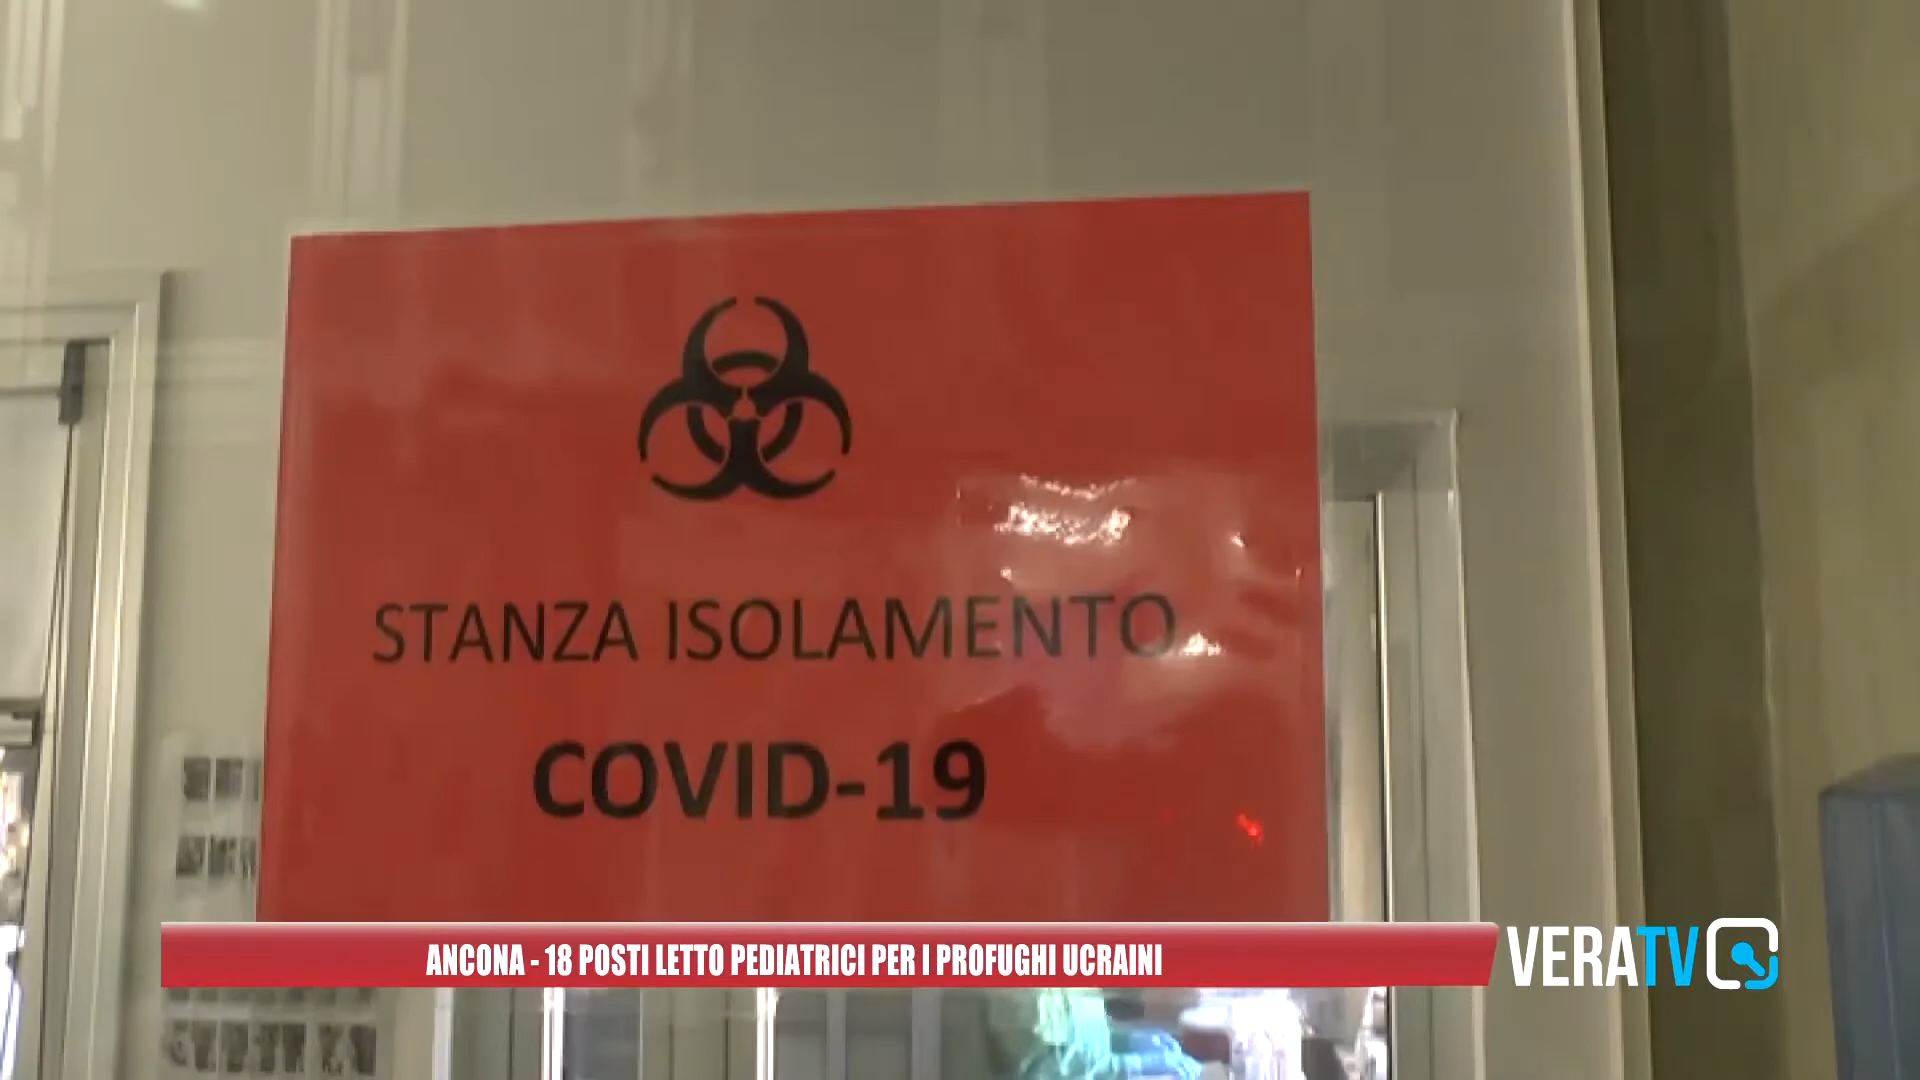 STANZA ISOLAMENTO
COVID-19
ANCONA - 18 POSTI LETTO PEDIATRICI PER I PROFUGHI UCRAINI
VERATV